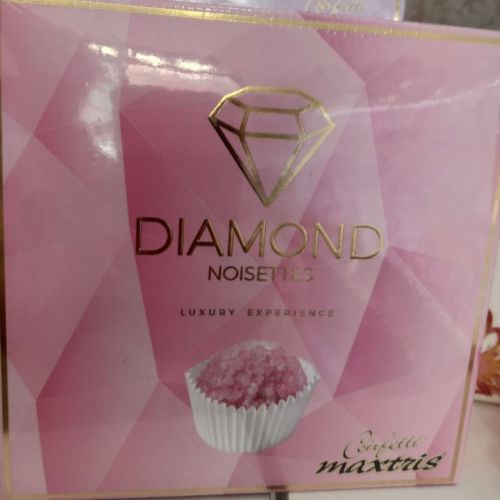 DIAMOND
NOISETTES
LUXURY EXPERIENCE
Confetti
maxtris